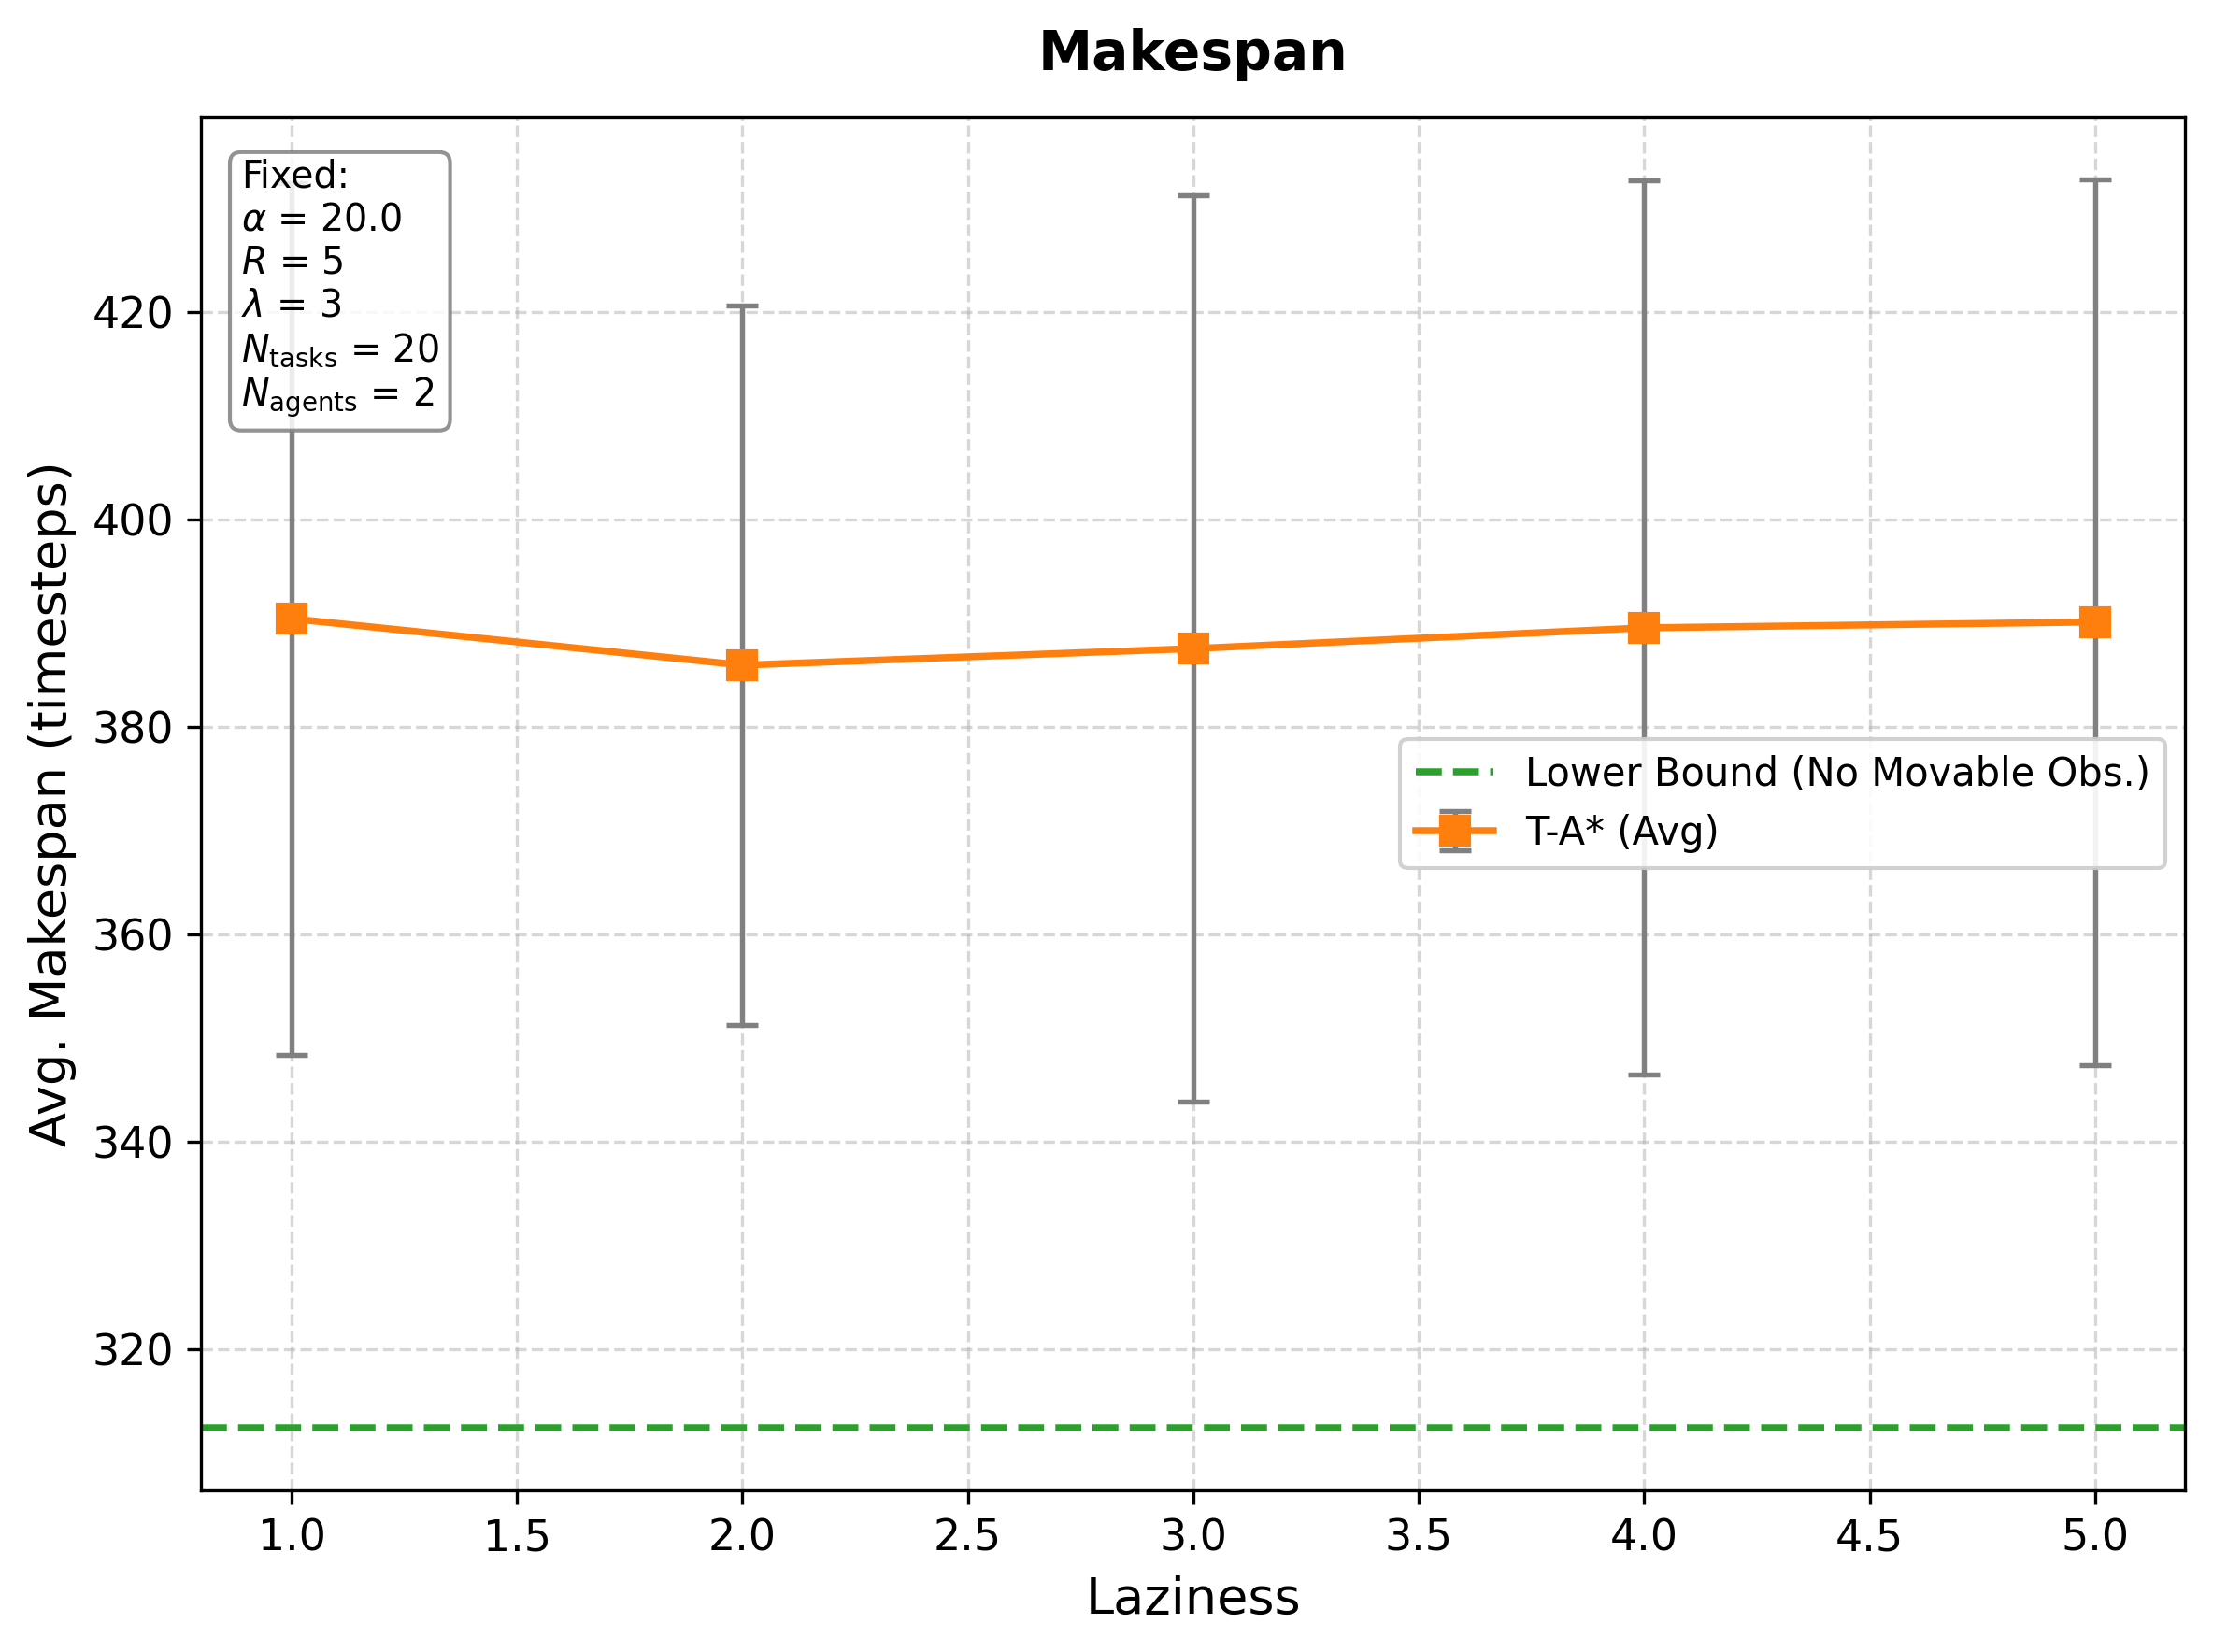 Makespan
Fixed:
α = 20.0
R = 5
λ = 3
N_tasks = 20
N_agents = 2
420
400
380
360
340
320
Avg. Makespan (timesteps)
Lower Bound (No Movable Obs.)
T-A* (Avg)
1.0 1.5 2.0 2.5 3.0 3.5 4.0 4.5 5.0
Laziness